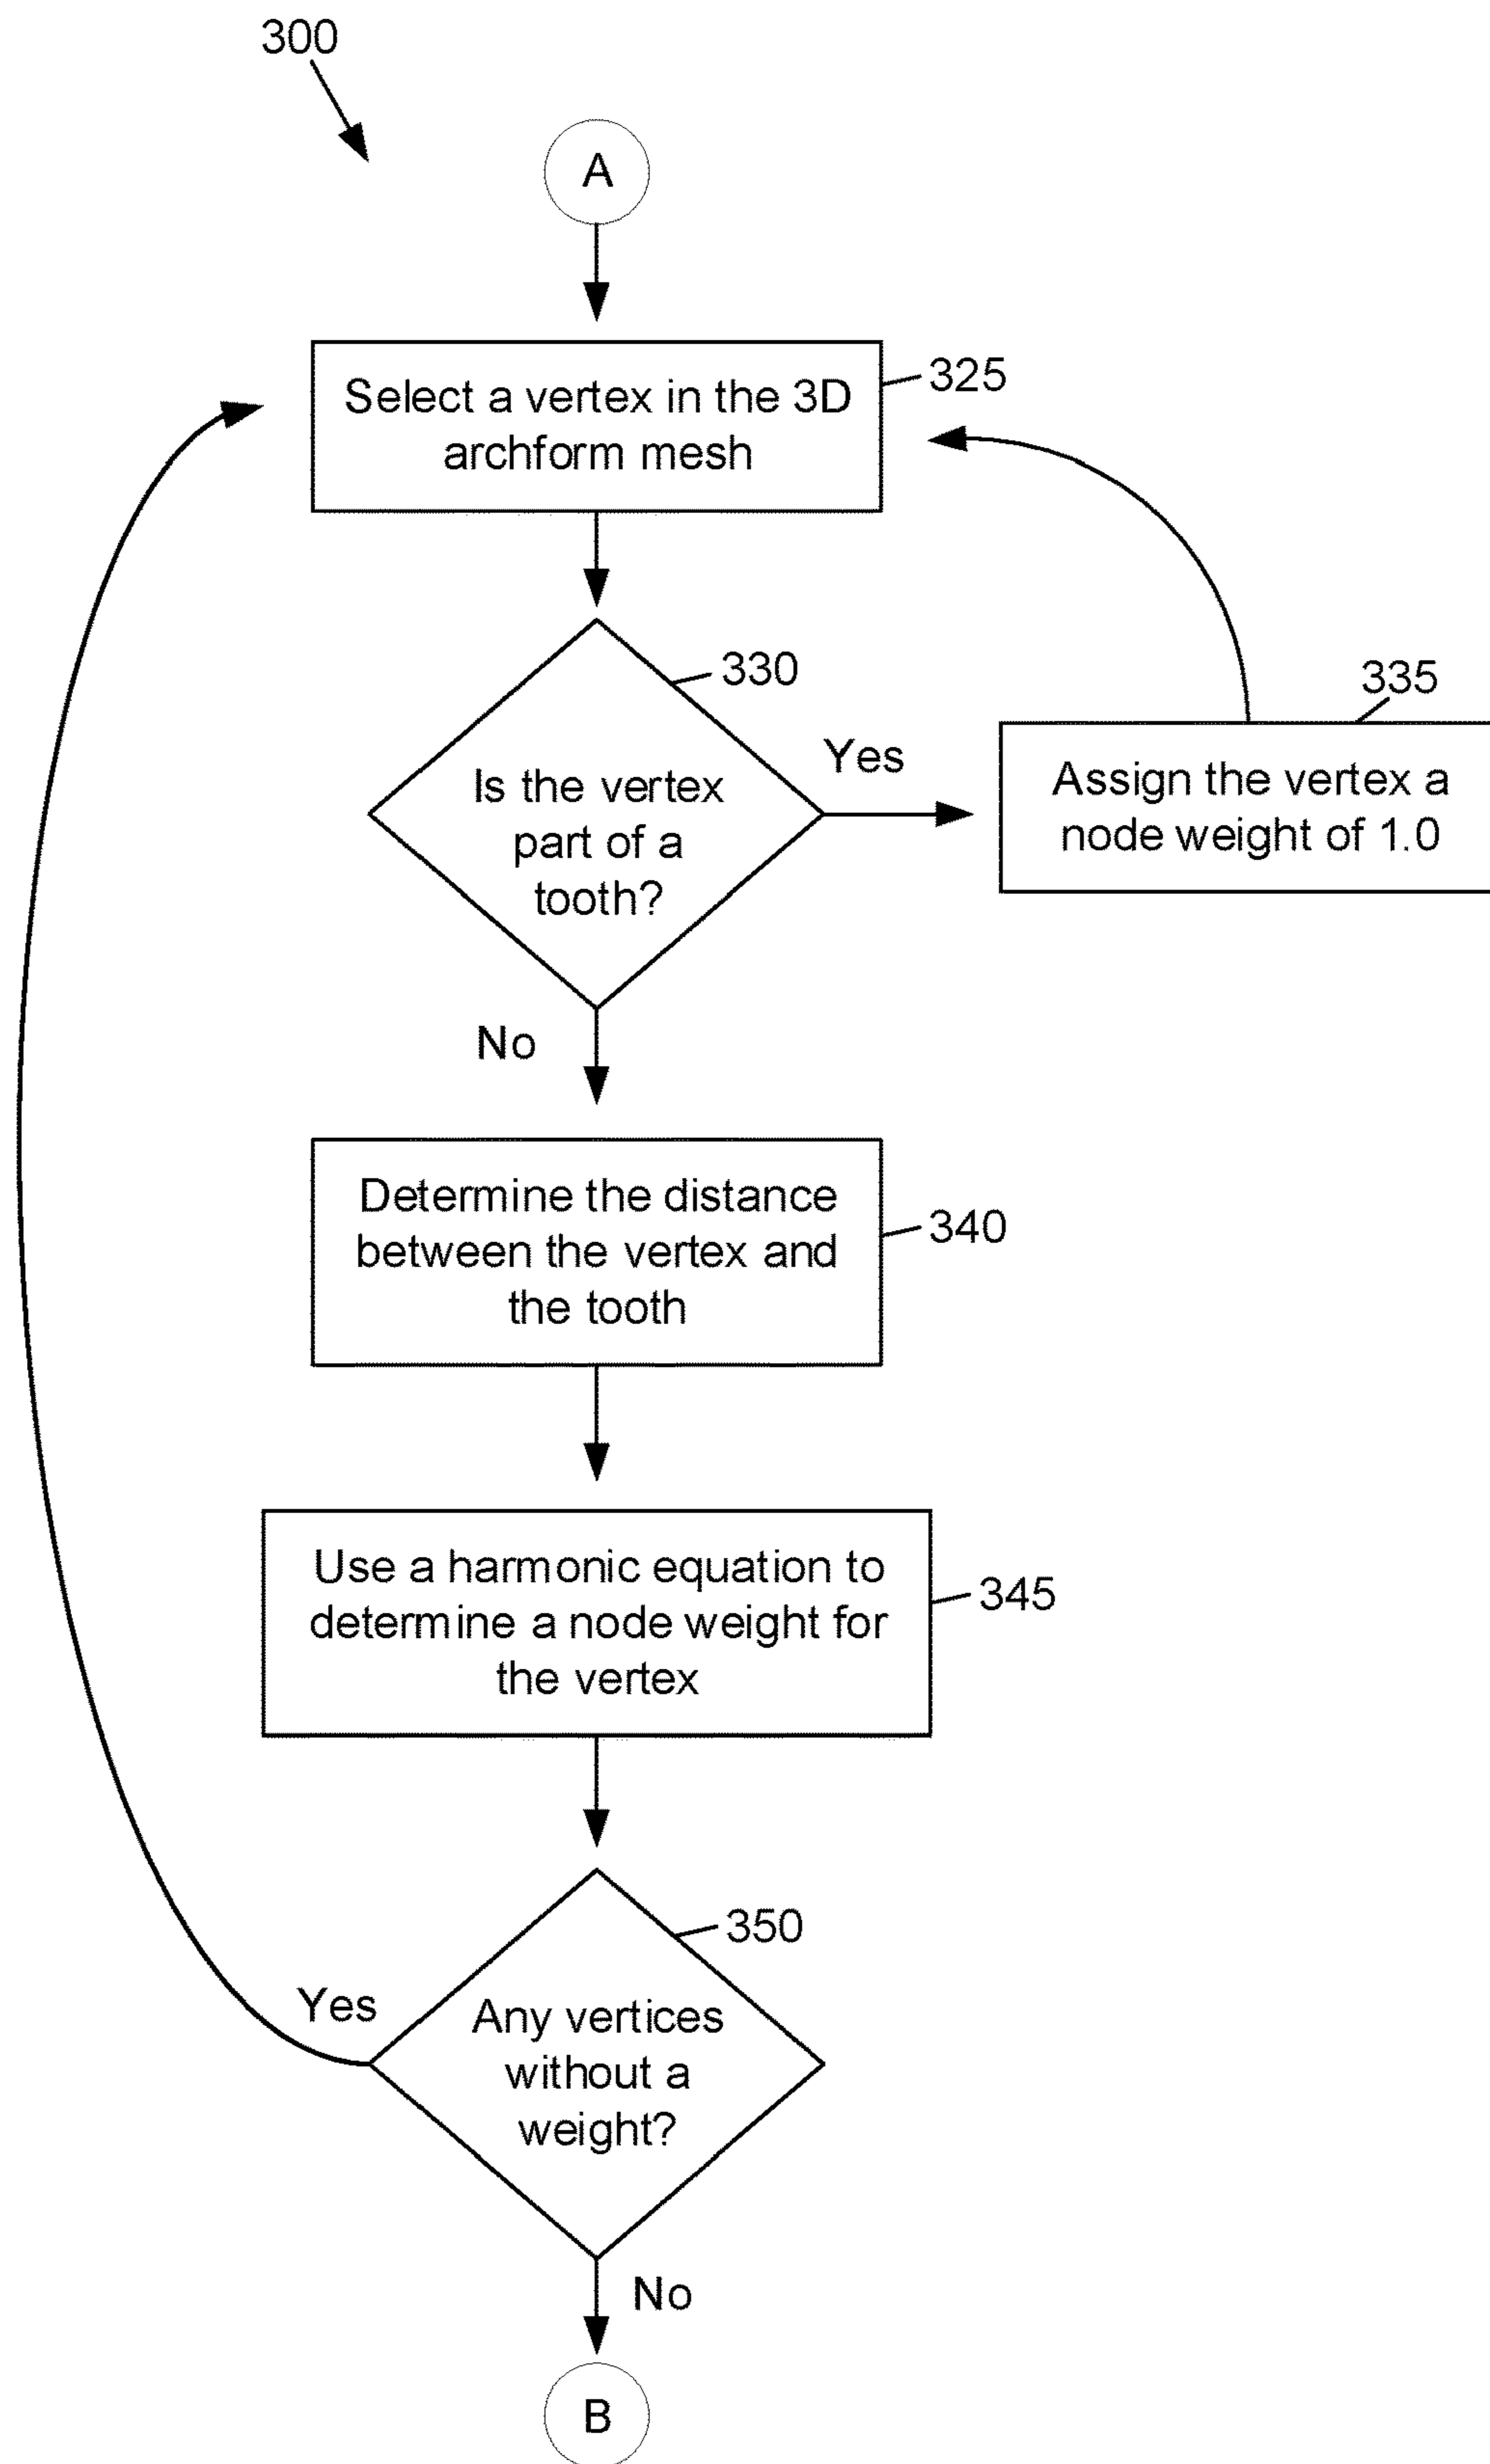 300
A
Select a vertex in the 3D
archform mesh
325
330
Is the vertex
part of a
tooth?
Yes
335
Assign the vertex a
node weight of 1.0
No
Determine the distance
between the vertex and
the tooth
340
Use a harmonic equation to
determine a node weight for
the vertex
345
350
Any vertices
without a
weight?
Yes
No
B